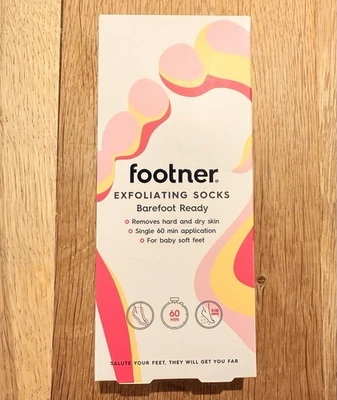 footner®
EXFOLIATING SOCKS
Barefoot Ready
Removes hard and dry skin
Single 60 min application
For baby soft feet
60
MIN
SALUTE YOUR FEET, THEY WILL GET YOU FAR